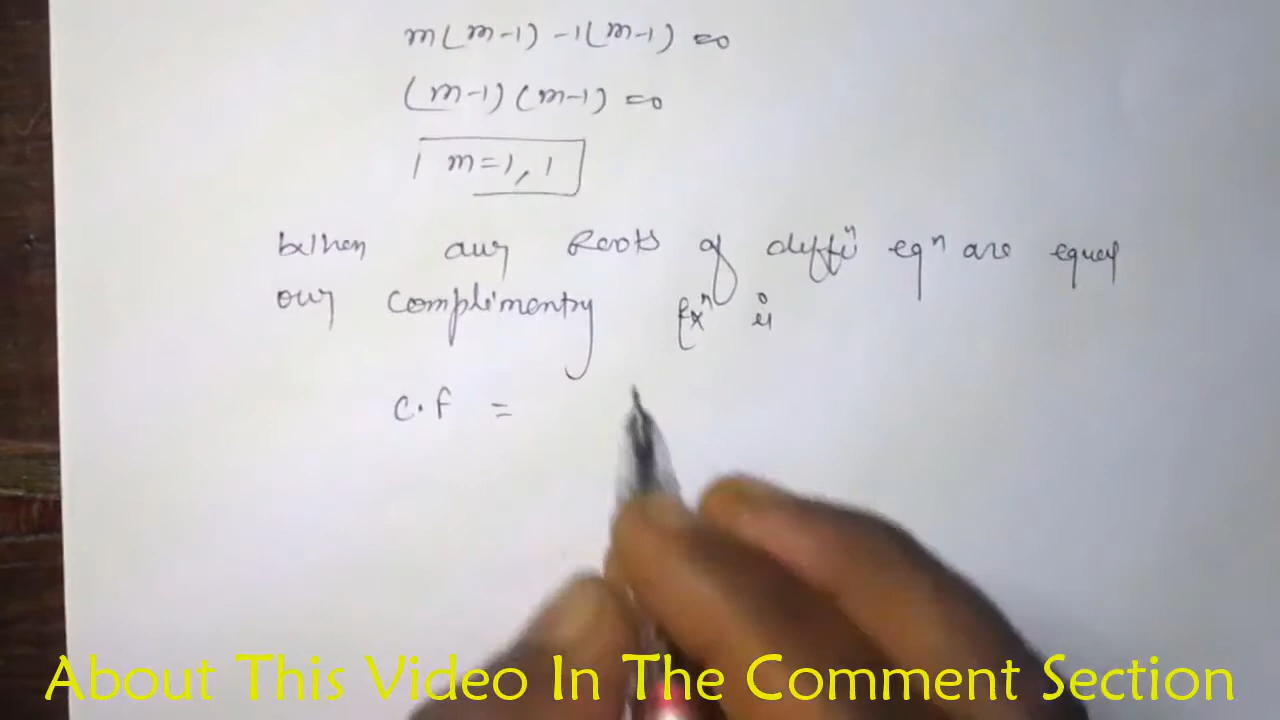 m(m-1)-1(m-1)=0
(m-1)(m-1)=0
m=1,1
When our Roots of diffⁿ eqⁿ are equal
our complimentry fxⁿ is
C.F =
About This Video In The Comment Section